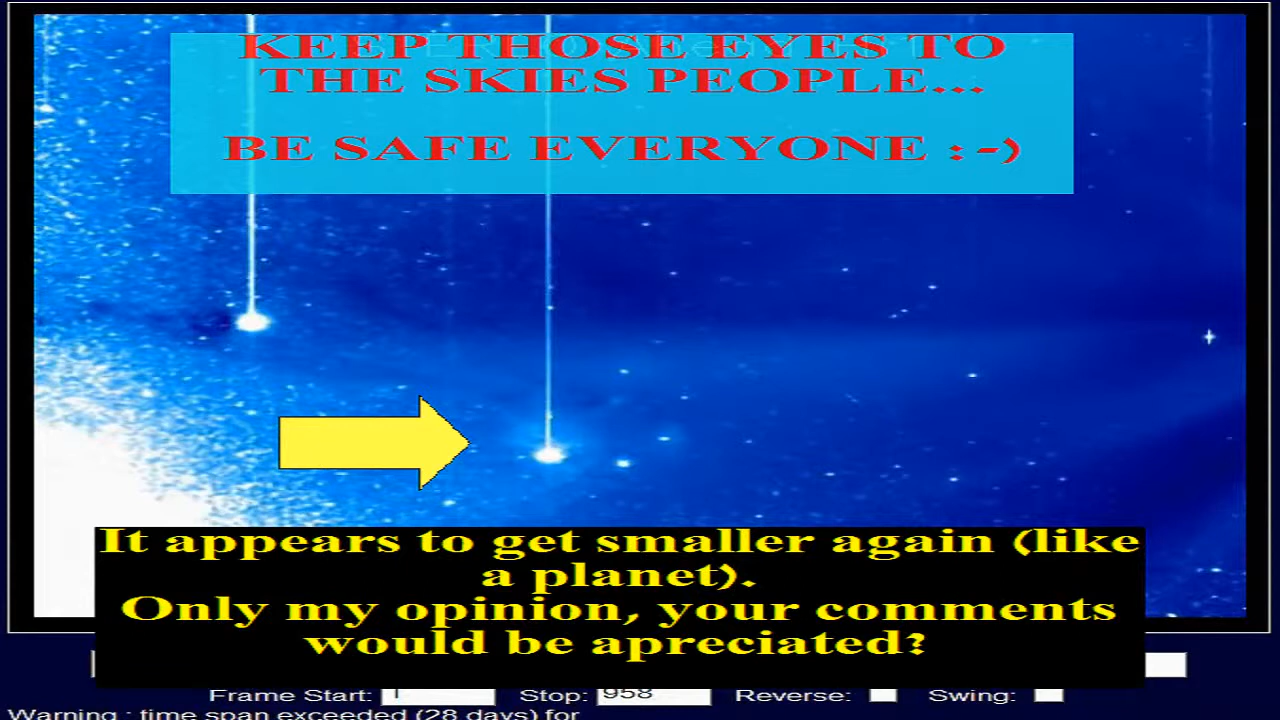 KEEP THOSE EYES TO
THE SKIES PEOPLE...
BE SAFE EVERYONE :-)
It appears to get smaller again (like
a planet).
Only my opinion, your comments
would be apreciated?
Frame Start: 1 Stop: 958 Reverse: Swing:
Warning : time span exceeded (28 days) for